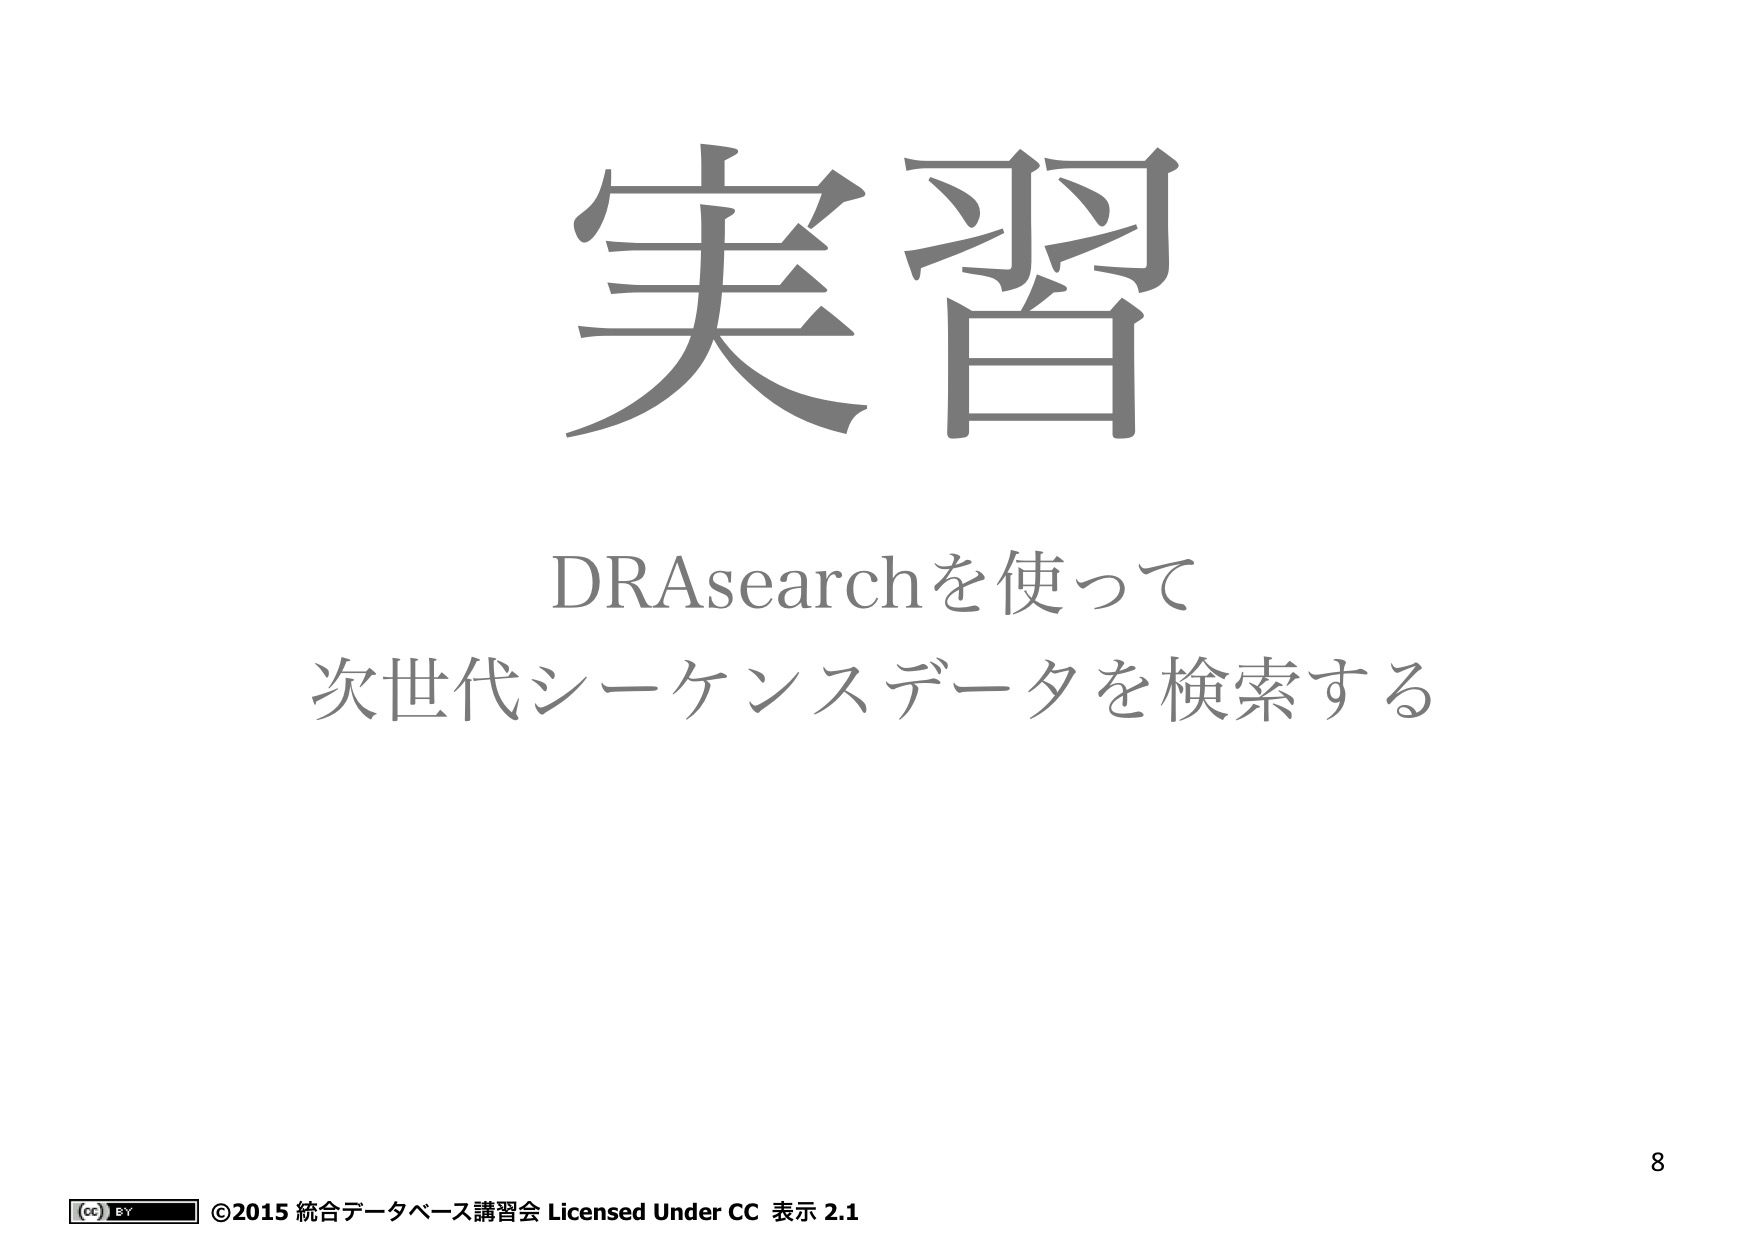 実習
DRAsearchを使って
次世代シーケンスデータを検索する
8
(cc) BY ©2015 統合データベース講習会 Licensed Under CC 表示 2.1